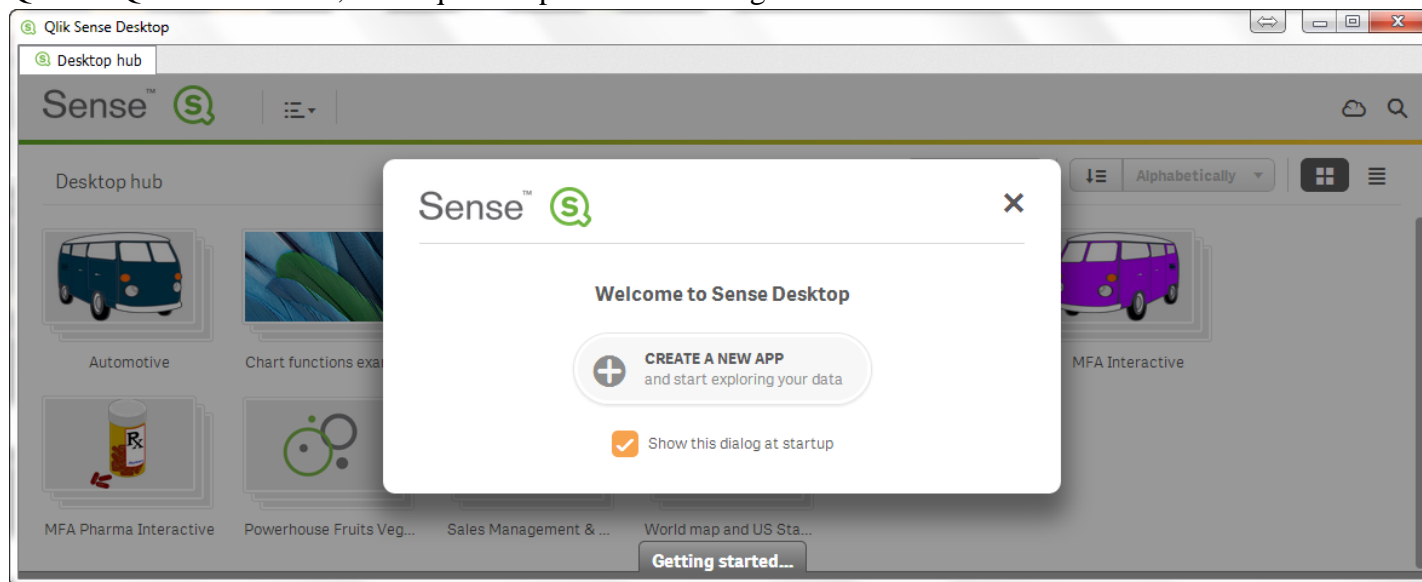 Qlik Sense Desktop
Desktop hub
Sense™ S
Desktop hub
Alphabetically
Sense™ S
Welcome to Sense Desktop
CREATE A NEW APP
and start exploring your data
Show this dialog at startup
Automotive
Chart functions exa
MFA Interactive
Rx
MFA Pharma Interactive
Powerhouse Fruits Veg...
Sales Management & ...
World map and US Sta...
Getting started...